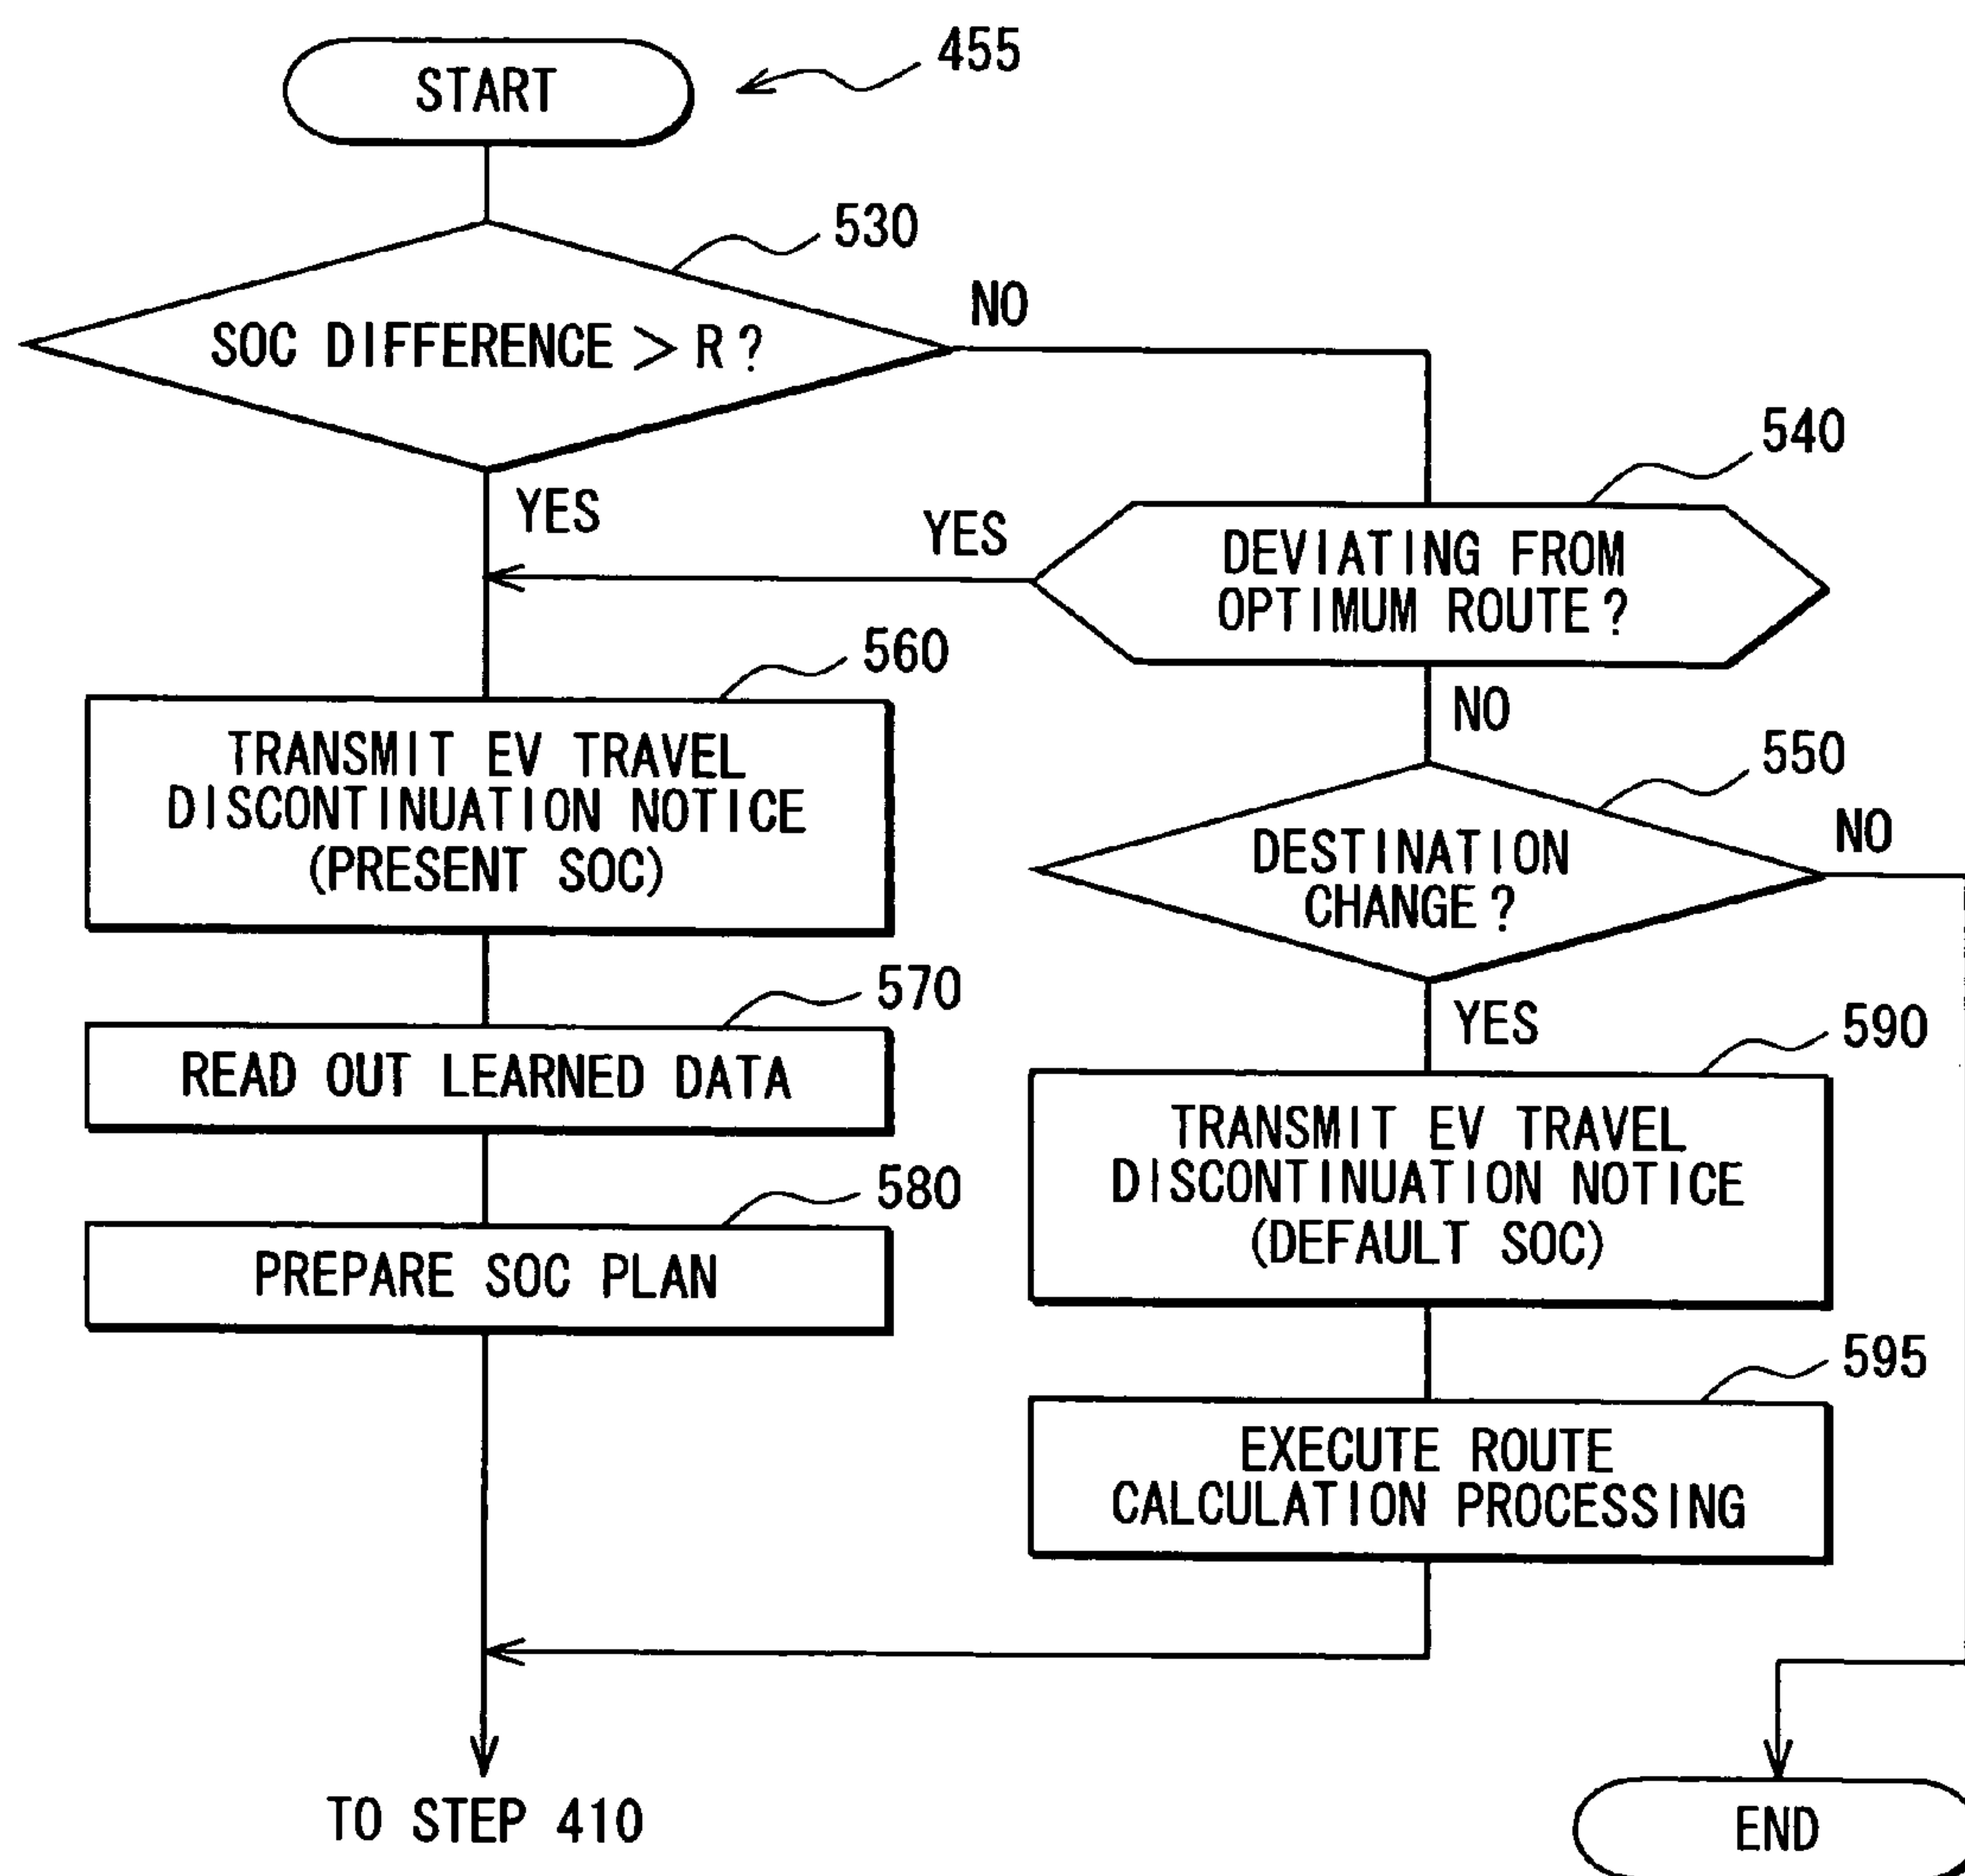 START
455
530
SOC DIFFERENCE > R?
NO
YES
540
DEVIATING FROM
OPTIMUM ROUTE?
YES
NO
560
TRANSMIT EV TRAVEL
DISCONTINUATION NOTICE
(PRESENT SOC)
550
DESTINATION
CHANGE?
NO
YES
570
READ OUT LEARNED DATA
580
PREPARE SOC PLAN
590
TRANSMIT EV TRAVEL
DISCONTINUATION NOTICE
(DEFAULT SOC)
595
EXECUTE ROUTE
CALCULATION PROCESSING
TO STEP 410
END